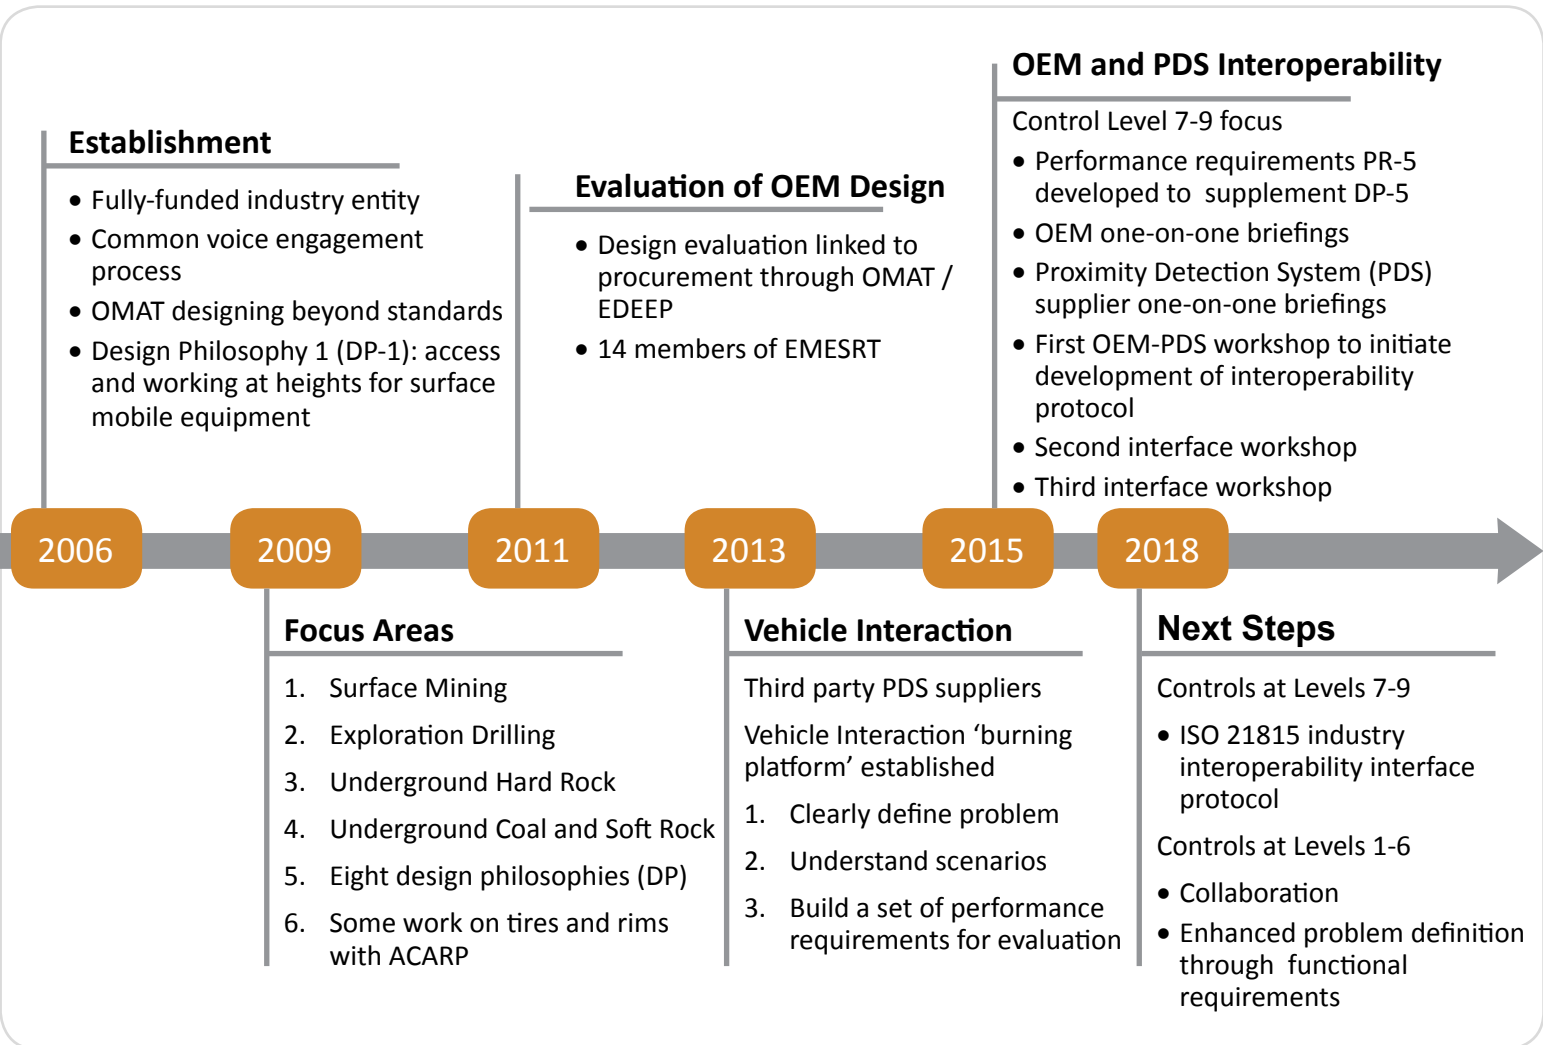 Establishment
• Fully-funded industry entity
• Common voice engagement
process
• OMAT designing beyond standards
• Design Philosophy 1 (DP-1): access
and working at heights for surface
mobile equipment
Evaluation of OEM Design
• Design evaluation linked to
procurement through OMAT /
EDEEP
• 14 members of EMESRT
OEM and PDS Interoperability
Control Level 7-9 focus
• Performance requirements PR-5
developed to supplement DP-5
• OEM one-on-one briefings
• Proximity Detection System (PDS)
supplier one-on-one briefings
• First OEM-PDS workshop to initiate
development of interoperability
protocol
• Second interface workshop
• Third interface workshop
2006
2009
2011
2013
2015
2018
Focus Areas
1. Surface Mining
2. Exploration Drilling
3. Underground Hard Rock
4. Underground Coal and Soft Rock
5. Eight design philosophies (DP)
6. Some work on tires and rims
with ACARP
Vehicle Interaction
Third party PDS suppliers
Vehicle Interaction ‘burning
platform’ established
1. Clearly define problem
2. Understand scenarios
3. Build a set of performance
requirements for evaluation
Next Steps
Controls at Levels 7-9
• ISO 21815 industry
interoperability interface
protocol
Controls at Levels 1-6
• Collaboration
• Enhanced problem definition
through functional
requirements